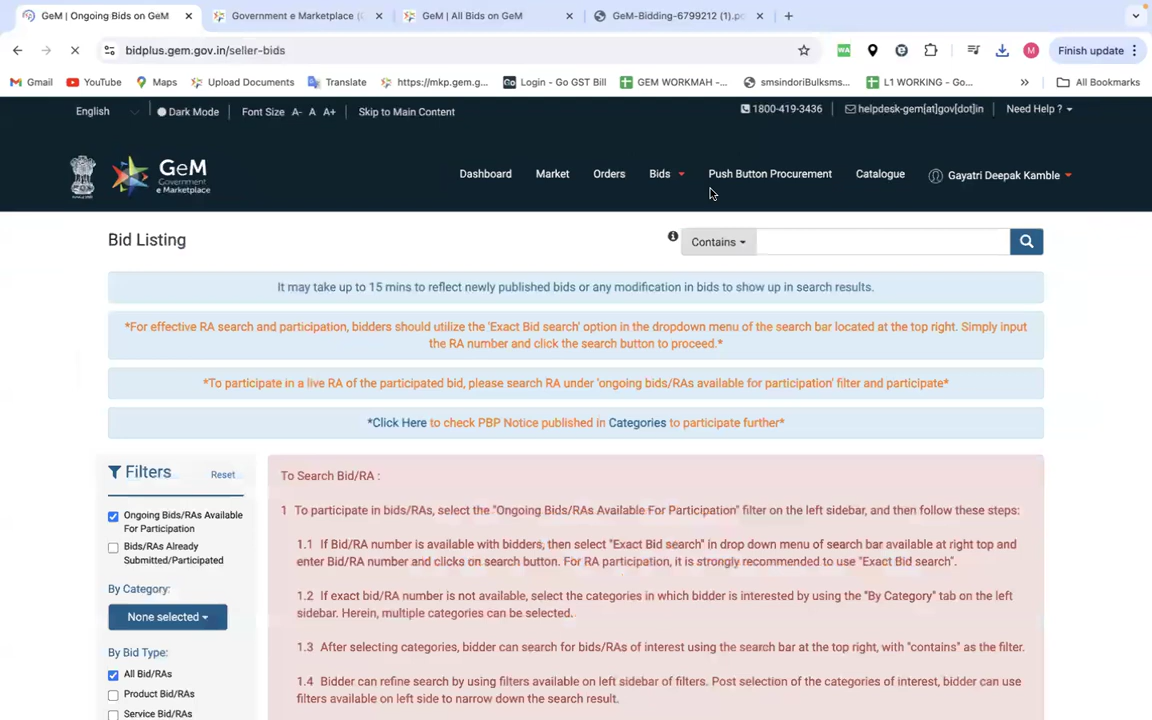 GeM | Ongoing Bids on GeM
Government e Marketplace (
GeM | All Bids on GeM
GeM-Bidding-6799212 (1).pd
bidplus.gem.gov.in/seller-bids
WA
M
Finish update
Gmail
YouTube
Maps
Upload Documents
Translate
https://mkp.gem.g...
Login - Go GST Bill
GEM WORKMAH -...
smsindoriBulksms...
L1 WORKING - Go...
All Bookmarks
English
Dark Mode
Font Size A- A A+
Skip to Main Content
1800-419-3436
helpdesk-gem[at]gov[dot]in
Need Help ?
GeM
Government
e Marketplace
Dashboard
Market
Orders
Bids
Push Button Procurement
Catalogue
Gayatri Deepak Kamble
Bid Listing
Contains
It may take up to 15 mins to reflect newly published bids or any modification in bids to show up in search results.
*For effective RA search and participation, bidders should utilize the 'Exact Bid search' option in the dropdown menu of the search bar located at the top right. Simply input
the RA number and click the search button to proceed.*
*To participate in a live RA of the participated bid, please search RA under 'ongoing bids/RAs available for participation' filter and participate*
*Click Here to check PBP Notice published in Categories to participate further*
Filters
Reset
Ongoing Bids/RAs Available
For Participation
Bids/RAs Already
Submitted/Participated
By Category:
None selected
By Bid Type:
All Bid/RAs
Product Bid/RAs
Service Bid/RAs
To Search Bid/RA :
1 To participate in bids/RAs, select the "Ongoing Bids/RAs Available For Participation" filter on the left sidebar, and then follow these steps:
1.1 If Bid/RA number is available with bidders, then select "Exact Bid search" in drop down menu of search bar available at right top and
enter Bid/RA number and clicks on search button. For RA participation, it is strongly recommended to use "Exact Bid search".
1.2 If exact bid/RA number is not available, select the categories in which bidder is interested by using the "By Category" tab on the left
sidebar. Herein, multiple categories can be selected.
1.3 After selecting categories, bidder can search for bids/RAs of interest using the search bar at the top right, with "contains" as the filter.
1.4 Bidder can refine search by using filters available on left sidebar of filters. Post selection of the categories of interest, bidder can use
filters available on left side to narrow down the search result.